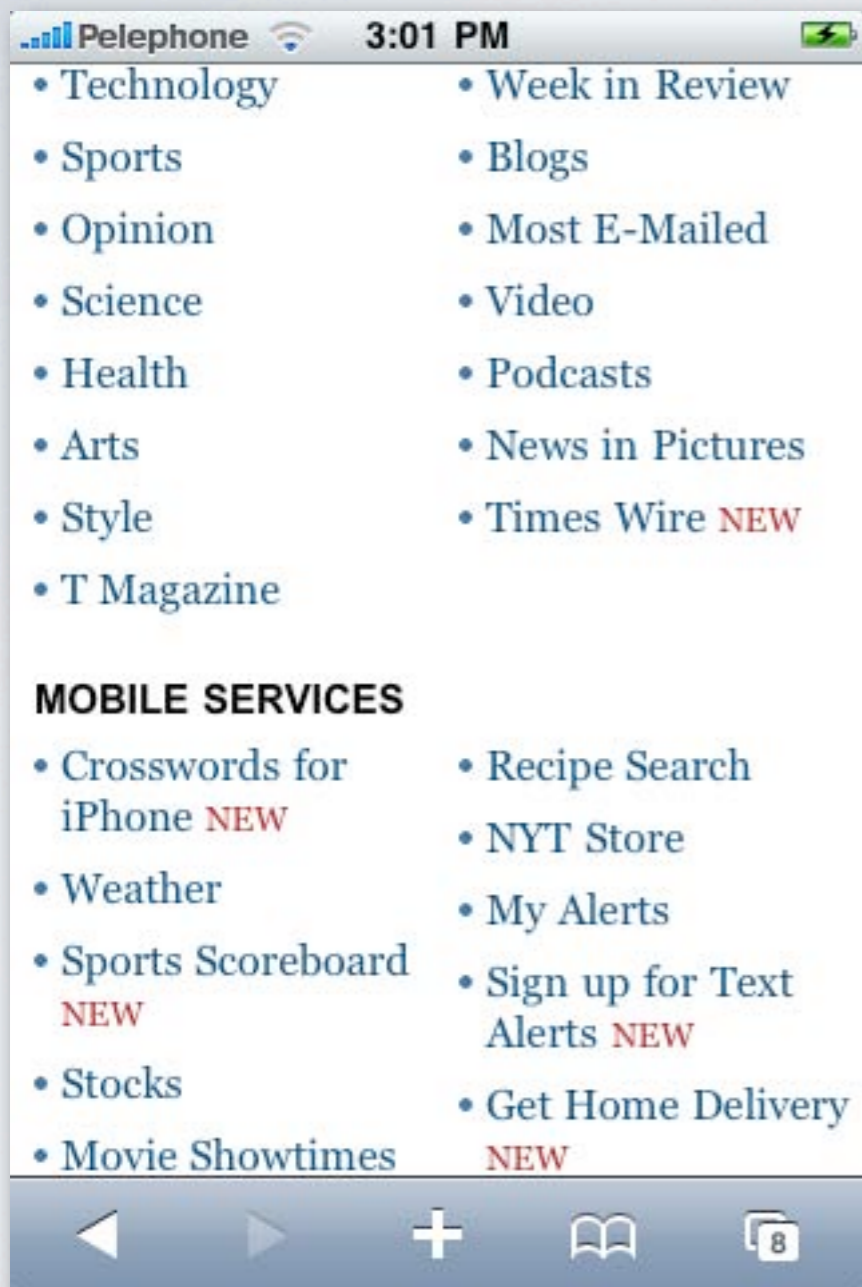 Pelephone 3:01 PM
• Technology
• Sports
• Opinion
• Science
• Health
• Arts
• Style
• T Magazine
• Week in Review
• Blogs
• Most E-Mailed
• Video
• Podcasts
• News in Pictures
• Times Wire NEW
MOBILE SERVICES
• Crosswords for
iPhone NEW
• Weather
• Sports Scoreboard
NEW
• Stocks
• Movie Showtimes
• Recipe Search
• NYT Store
• My Alerts
• Sign up for Text
Alerts NEW
• Get Home Delivery
NEW
8